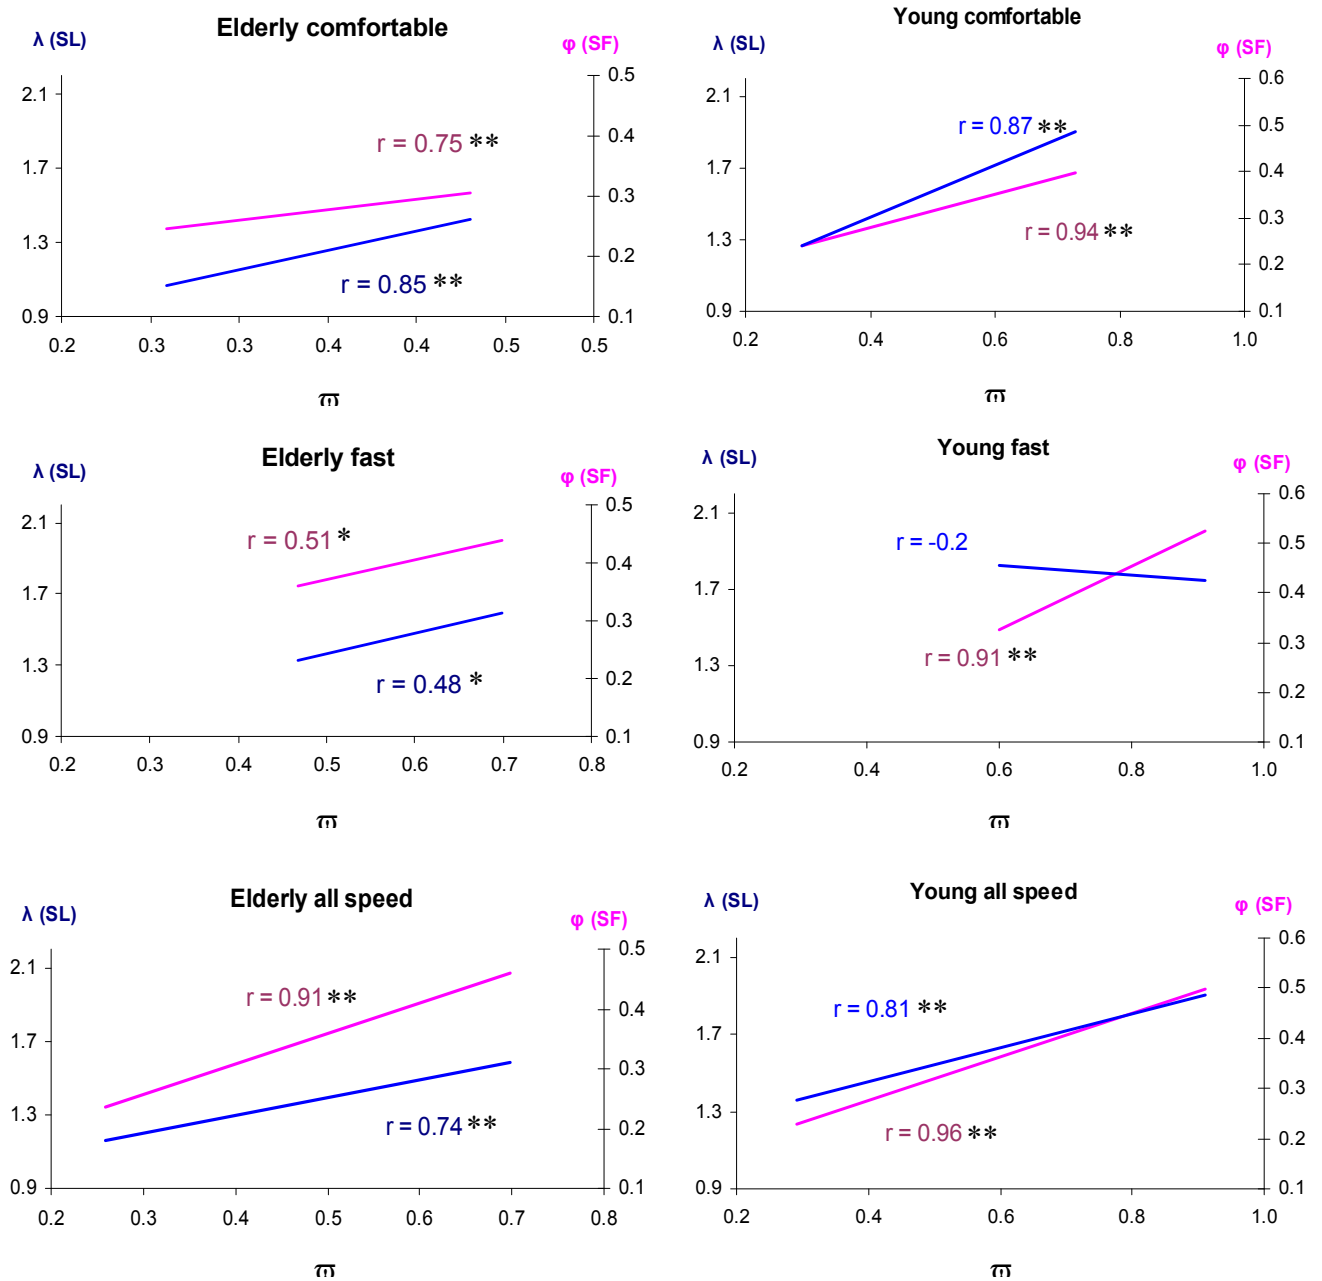 Elderly comfortable
λ (SL)
φ (SF)
2.1
1.7
1.3
0.9
0.5
0.4
0.3
0.2
0.1
r = 0.75 **
r = 0.85 **
0.2 0.3 0.3 0.4 0.4 0.5 0.5
ϖ
Young comfortable
λ (SL)
φ (SF)
2.1
1.7
1.3
0.9
0.6
0.5
0.4
0.3
0.2
0.1
r = 0.87 **
r = 0.94 **
0.2 0.4 0.6 0.8 1.0
ϖ
Elderly fast
λ (SL)
φ (SF)
2.1
1.7
1.3
0.9
0.5
0.4
0.3
0.2
0.1
r = 0.51 *
r = 0.48 *
0.2 0.3 0.4 0.5 0.6 0.7 0.8
ϖ
Young fast
λ (SL)
φ (SF)
2.1
1.7
1.3
0.9
0.6
0.5
0.4
0.3
0.2
0.1
r = -0.2
r = 0.91 **
0.2 0.4 0.6 0.8 1.0
ϖ
Elderly all speed
λ (SL)
φ (SF)
2.1
1.7
1.3
0.9
0.5
0.4
0.3
0.2
0.1
r = 0.91 **
r = 0.74 **
0.2 0.3 0.4 0.5 0.6 0.7 0.8
ϖ
Young all speed
λ (SL)
φ (SF)
2.1
1.7
1.3
0.9
0.6
0.5
0.4
0.3
0.2
0.1
r = 0.81 **
r = 0.96 **
0.2 0.4 0.6 0.8 1.0
ϖ